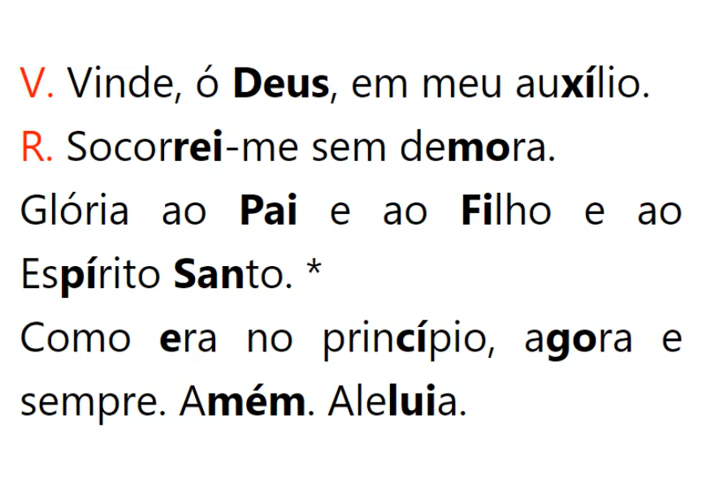 V. Vinde, ó Deus, em meu auxílio.
R. Socorrei-me sem demora.
Glória ao Pai e ao Filho e ao
Espírito Santo. *
Como era no princípio, agora e
sempre. Amém. Aleluia.